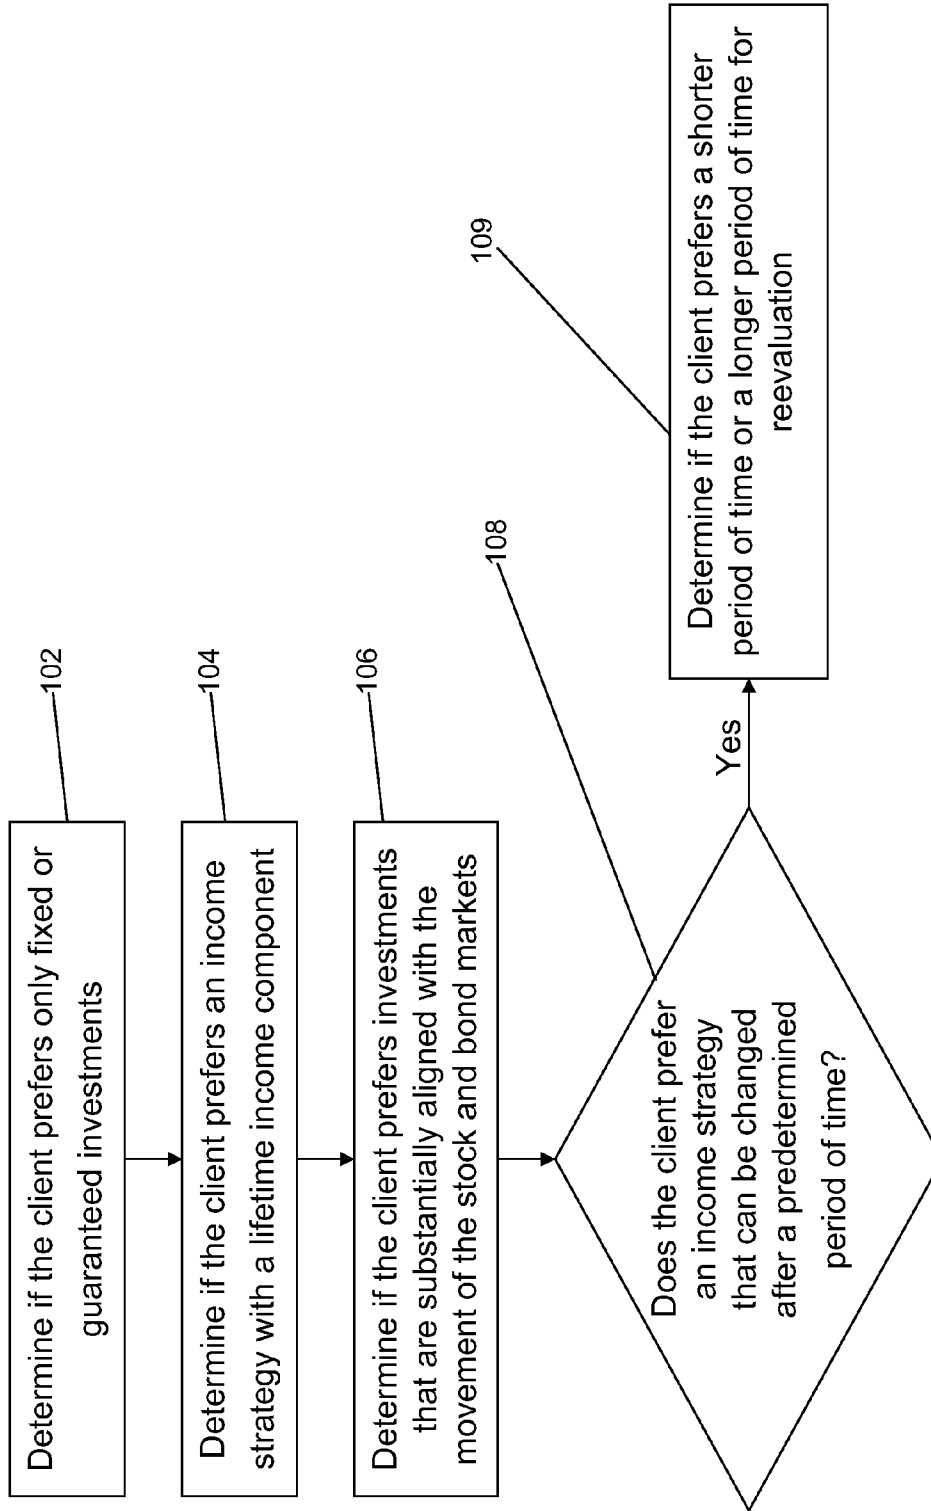 Determine if the client prefers only fixed or
guaranteed investments
102
Determine if the client prefers an income
strategy with a lifetime income component
104
Determine if the client prefers investments
that are substantially aligned with the
movement of the stock and bond markets
106
Does the client prefer
an income strategy
that can be changed
after a predetermined
period of time?
108
Yes
Determine if the client prefers a shorter
period of time or a longer period of time for
reevaluation
109